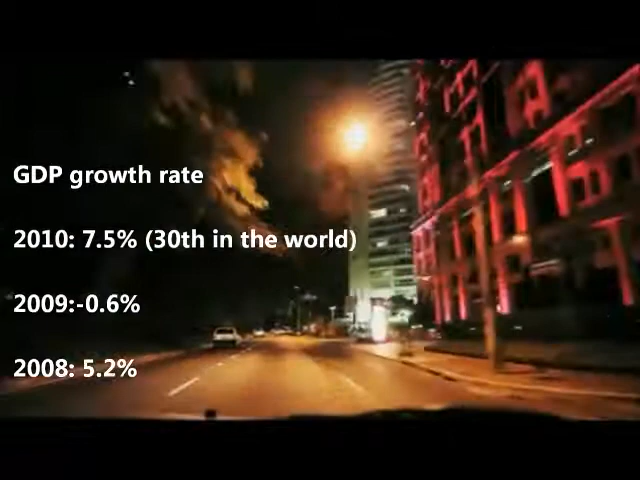 GDP growth rate
2010: 7.5% (30th in the world)
2009:-0.6%
2008: 5.2%